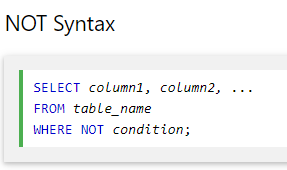 NOT Syntax
SELECT column1, column2, ...
FROM table_name
WHERE NOT condition;